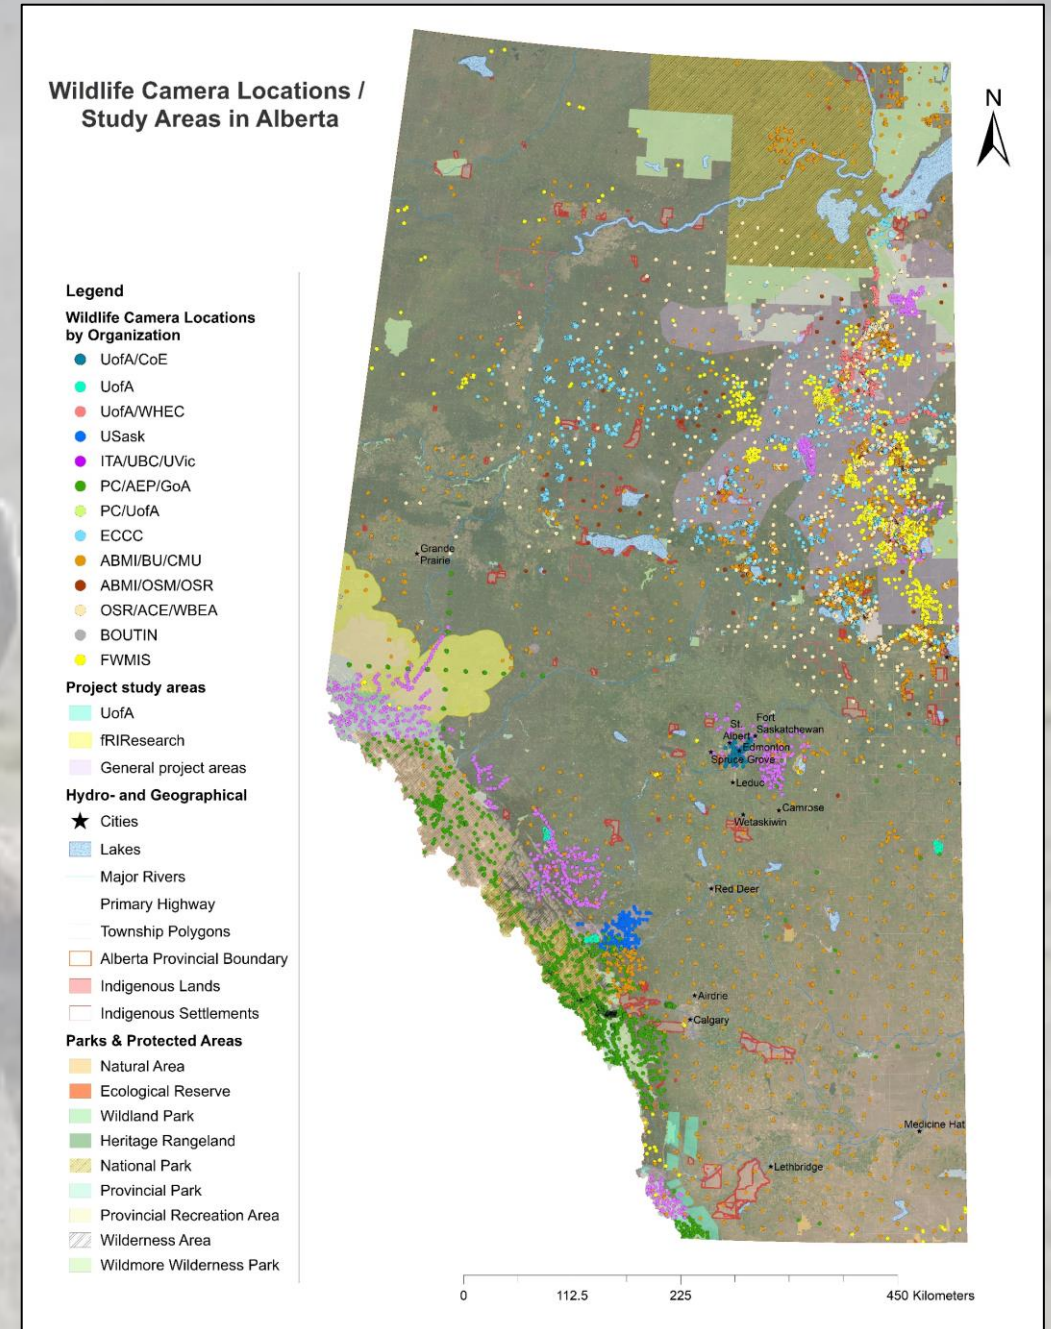 Wildlife Camera Locations /
Study Areas in Alberta
N
Legend
Wildlife Camera Locations
by Organization
UofA/CoE
UofA
UofA/WHEC
USask
ITA/UBC/UVic
PC/AEP/GoA
PC/UofA
ECCC
ABMI/BU/CMU
ABMI/OSM/OSR
OSR/ACE/WBEA
BOUTIN
FWMIS
Project study areas
UofA
fRIResearch
General project areas
Hydro- and Geographical
Cities
Lakes
Major Rivers
Primary Highway
Township Polygons
Alberta Provincial Boundary
Indigenous Lands
Indigenous Settlements
Parks & Protected Areas
Natural Area
Ecological Reserve
Wildland Park
Heritage Rangeland
National Park
Provincial Park
Provincial Recreation Area
Wilderness Area
Wildmore Wilderness Park
Grande
Prairie
St.
Albert
Fort
Saskatchewan
Edmonton
Spruce Grove
Leduc
Camrose
Wetaskiwin
Red Deer
Airdrie
Calgary
Medicine Hat
Lethbridge
0 112.5 225 450 Kilometers